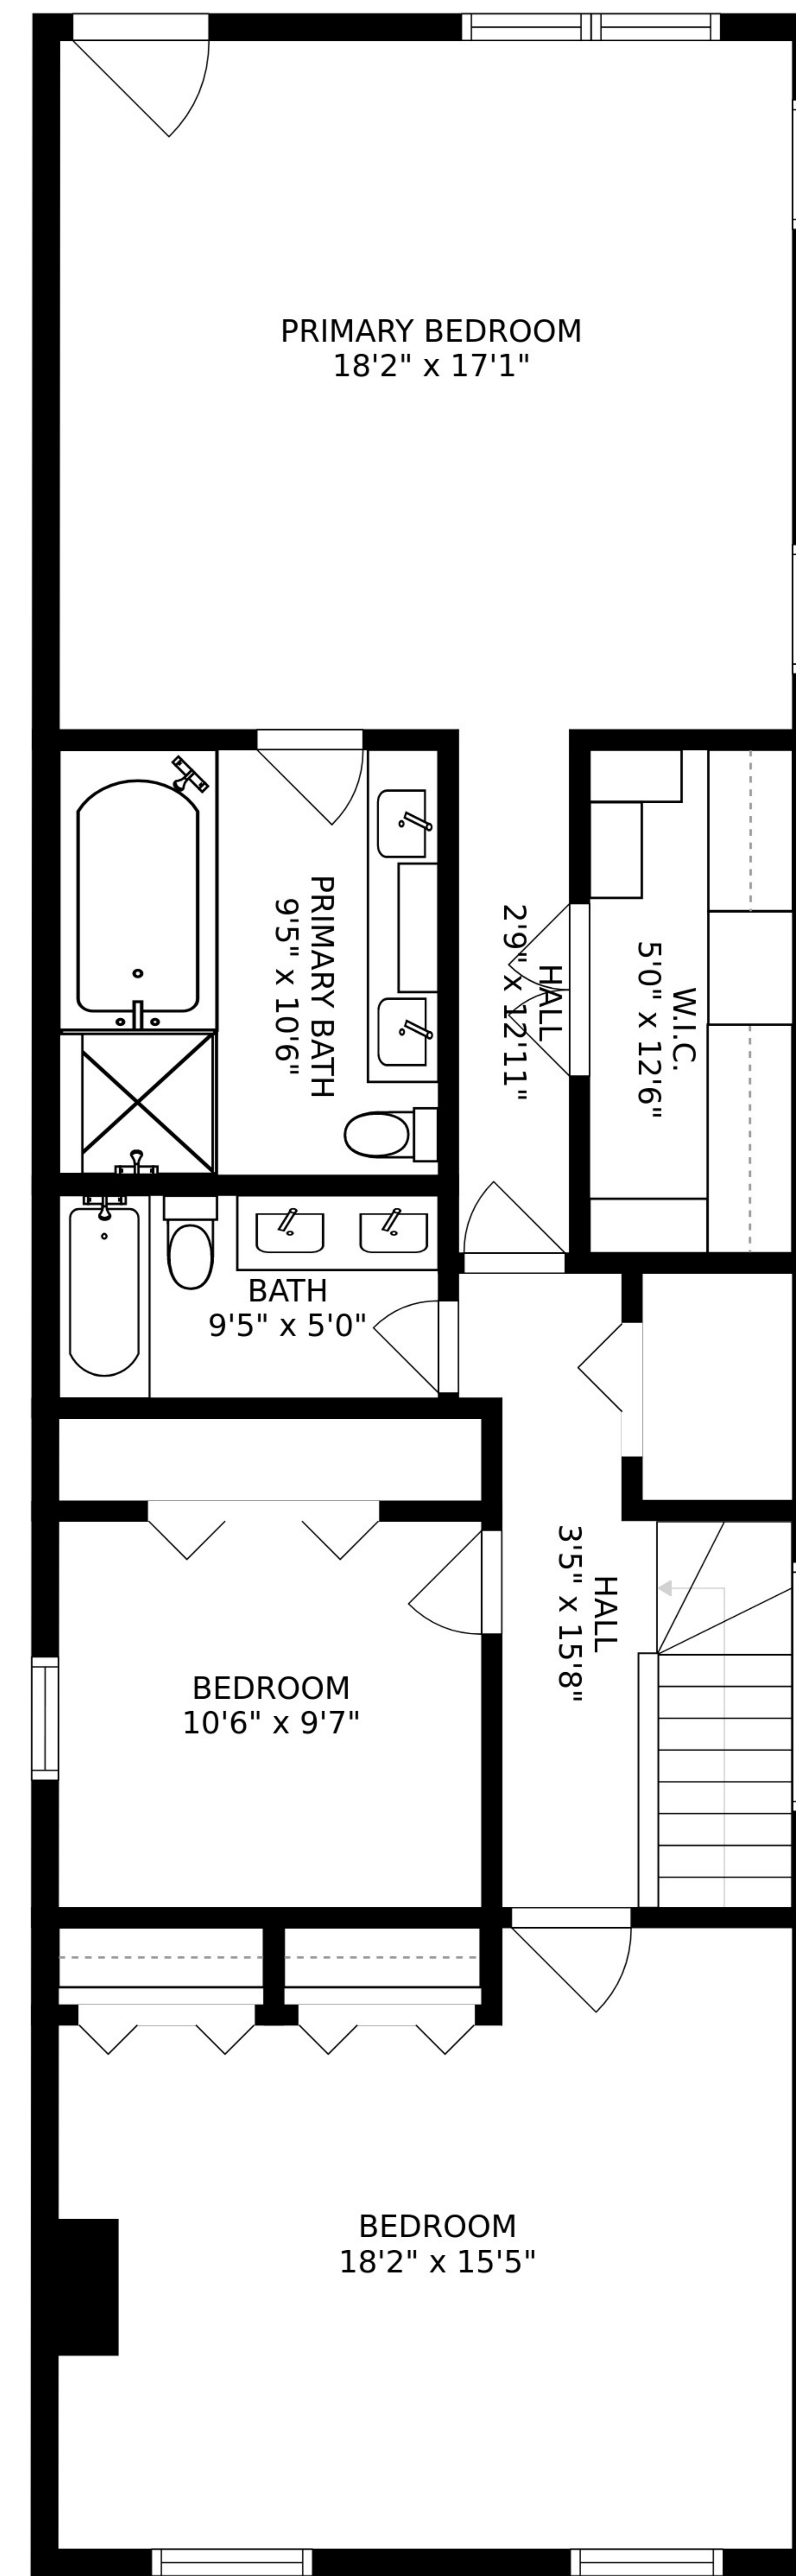 PRIMARY BEDROOM
18'2" x 17'1"
PRIMARY BATH
9'5" x 10'6"
HALL
2'9" x 12'11"
W.I.C.
5'0" x 12'6"
BATH
9'5" x 5'0"
HALL
3'5" x 15'8"
BEDROOM
10'6" x 9'7"
BEDROOM
18'2" x 15'5"